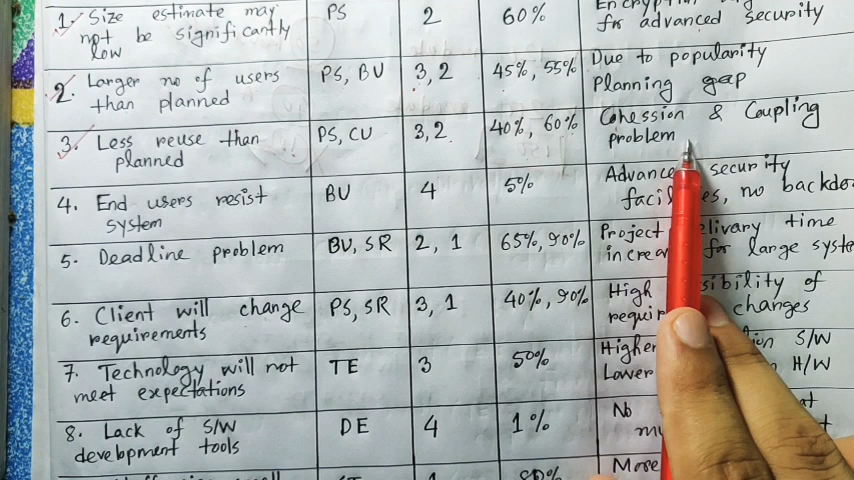 1. Size estimate may PS 2 60%
not be significantly for advanced security
low
2. Larger no of users PS, BU 3, 2 45%, 55% Due to popularity
than planned Planning gap
3. Less reuse than PS, CU 3, 2 40%, 60% Cohession & Coupling
planned problem
4. End users resist BU 4 5% security
system no
5. Deadline problem BU, SR 2, 1 65%, 90% Project time
for large
6. Client will change PS, SR 3, 1 40%, 90% High of
requirements changes
7. Technology will not TE 3 50% S/W
meet expectations Lower H/W
8. Lack of S/W DE 4 1% No
development tools
More